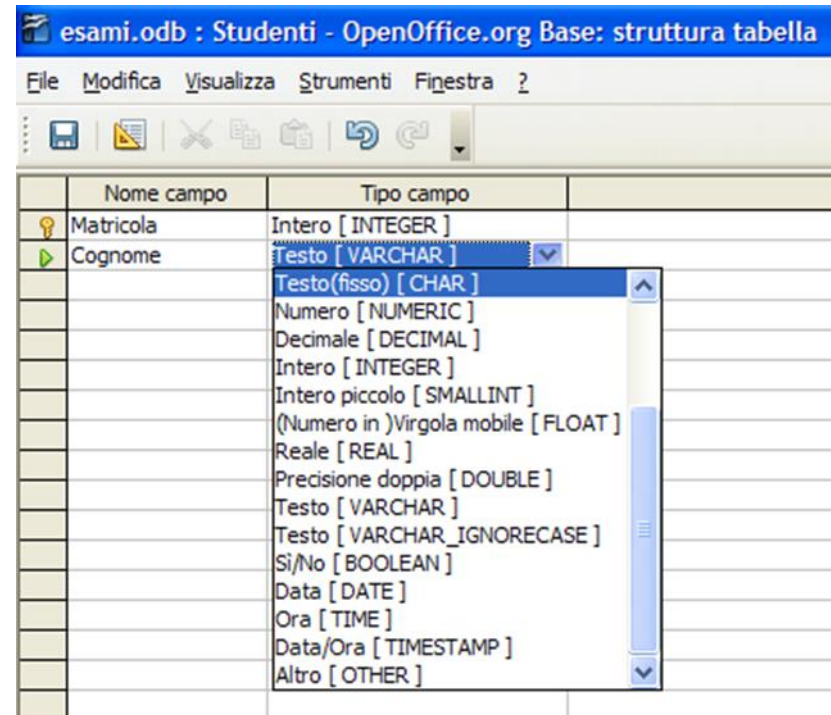 esami.odb : Studenti - OpenOffice.org Base: struttura tabella
File Modifica Visualizza Strumenti Finestra ?
Nome campo Tipo campo
Matricola Intero [ INTEGER ]
Cognome Testo [ VARCHAR ]
Testo(fisso) [ CHAR ]
Numero [ NUMERIC ]
Decimale [ DECIMAL ]
Intero [ INTEGER ]
Intero piccolo [ SMALLINT ]
(Numero in )Virgola mobile [ FLOAT ]
Reale [ REAL ]
Precisione doppia [ DOUBLE ]
Testo [ VARCHAR ]
Testo [ VARCHAR_IGNORECASE ]
Sì/No [ BOOLEAN ]
Data [ DATE ]
Ora [ TIME ]
Data/Ora [ TIMESTAMP ]
Altro [ OTHER ]